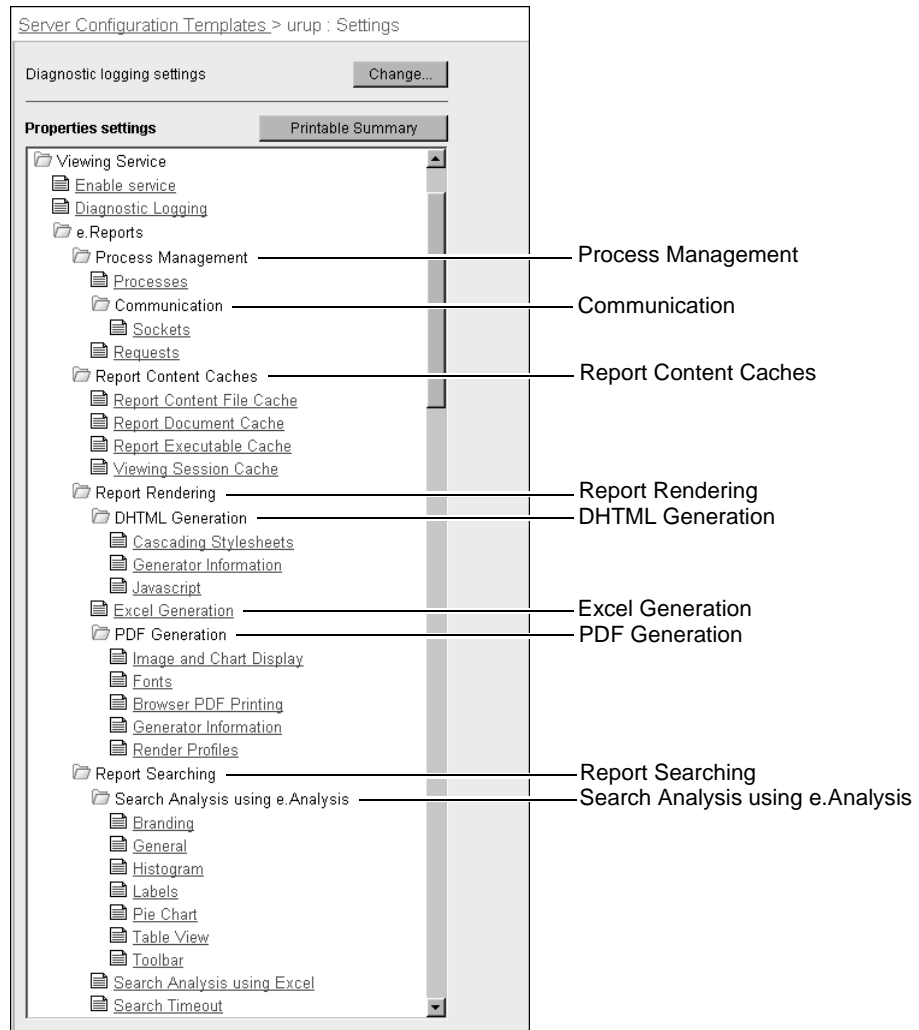 Server Configuration Templates > urup : Settings
Diagnostic logging settings
Change...
Properties settings
Printable Summary
Viewing Service
Enable service
Diagnostic Logging
e.Reports
Process Management
Process Management
Processes
Communication
Communication
Sockets
Requests
Report Content Caches
Report Content Caches
Report Content File Cache
Report Document Cache
Report Executable Cache
Viewing Session Cache
Report Rendering
Report Rendering
DHTML Generation
DHTML Generation
Cascading Stylesheets
Generator Information
Javascript
Excel Generation
Excel Generation
PDF Generation
PDF Generation
Image and Chart Display
Fonts
Browser PDF Printing
Generator Information
Render Profiles
Report Searching
Report Searching
Search Analysis using e.Analysis
Search Analysis using e.Analysis
Branding
General
Histogram
Labels
Pie Chart
Table View
Toolbar
Search Analysis using Excel
Search Timeout